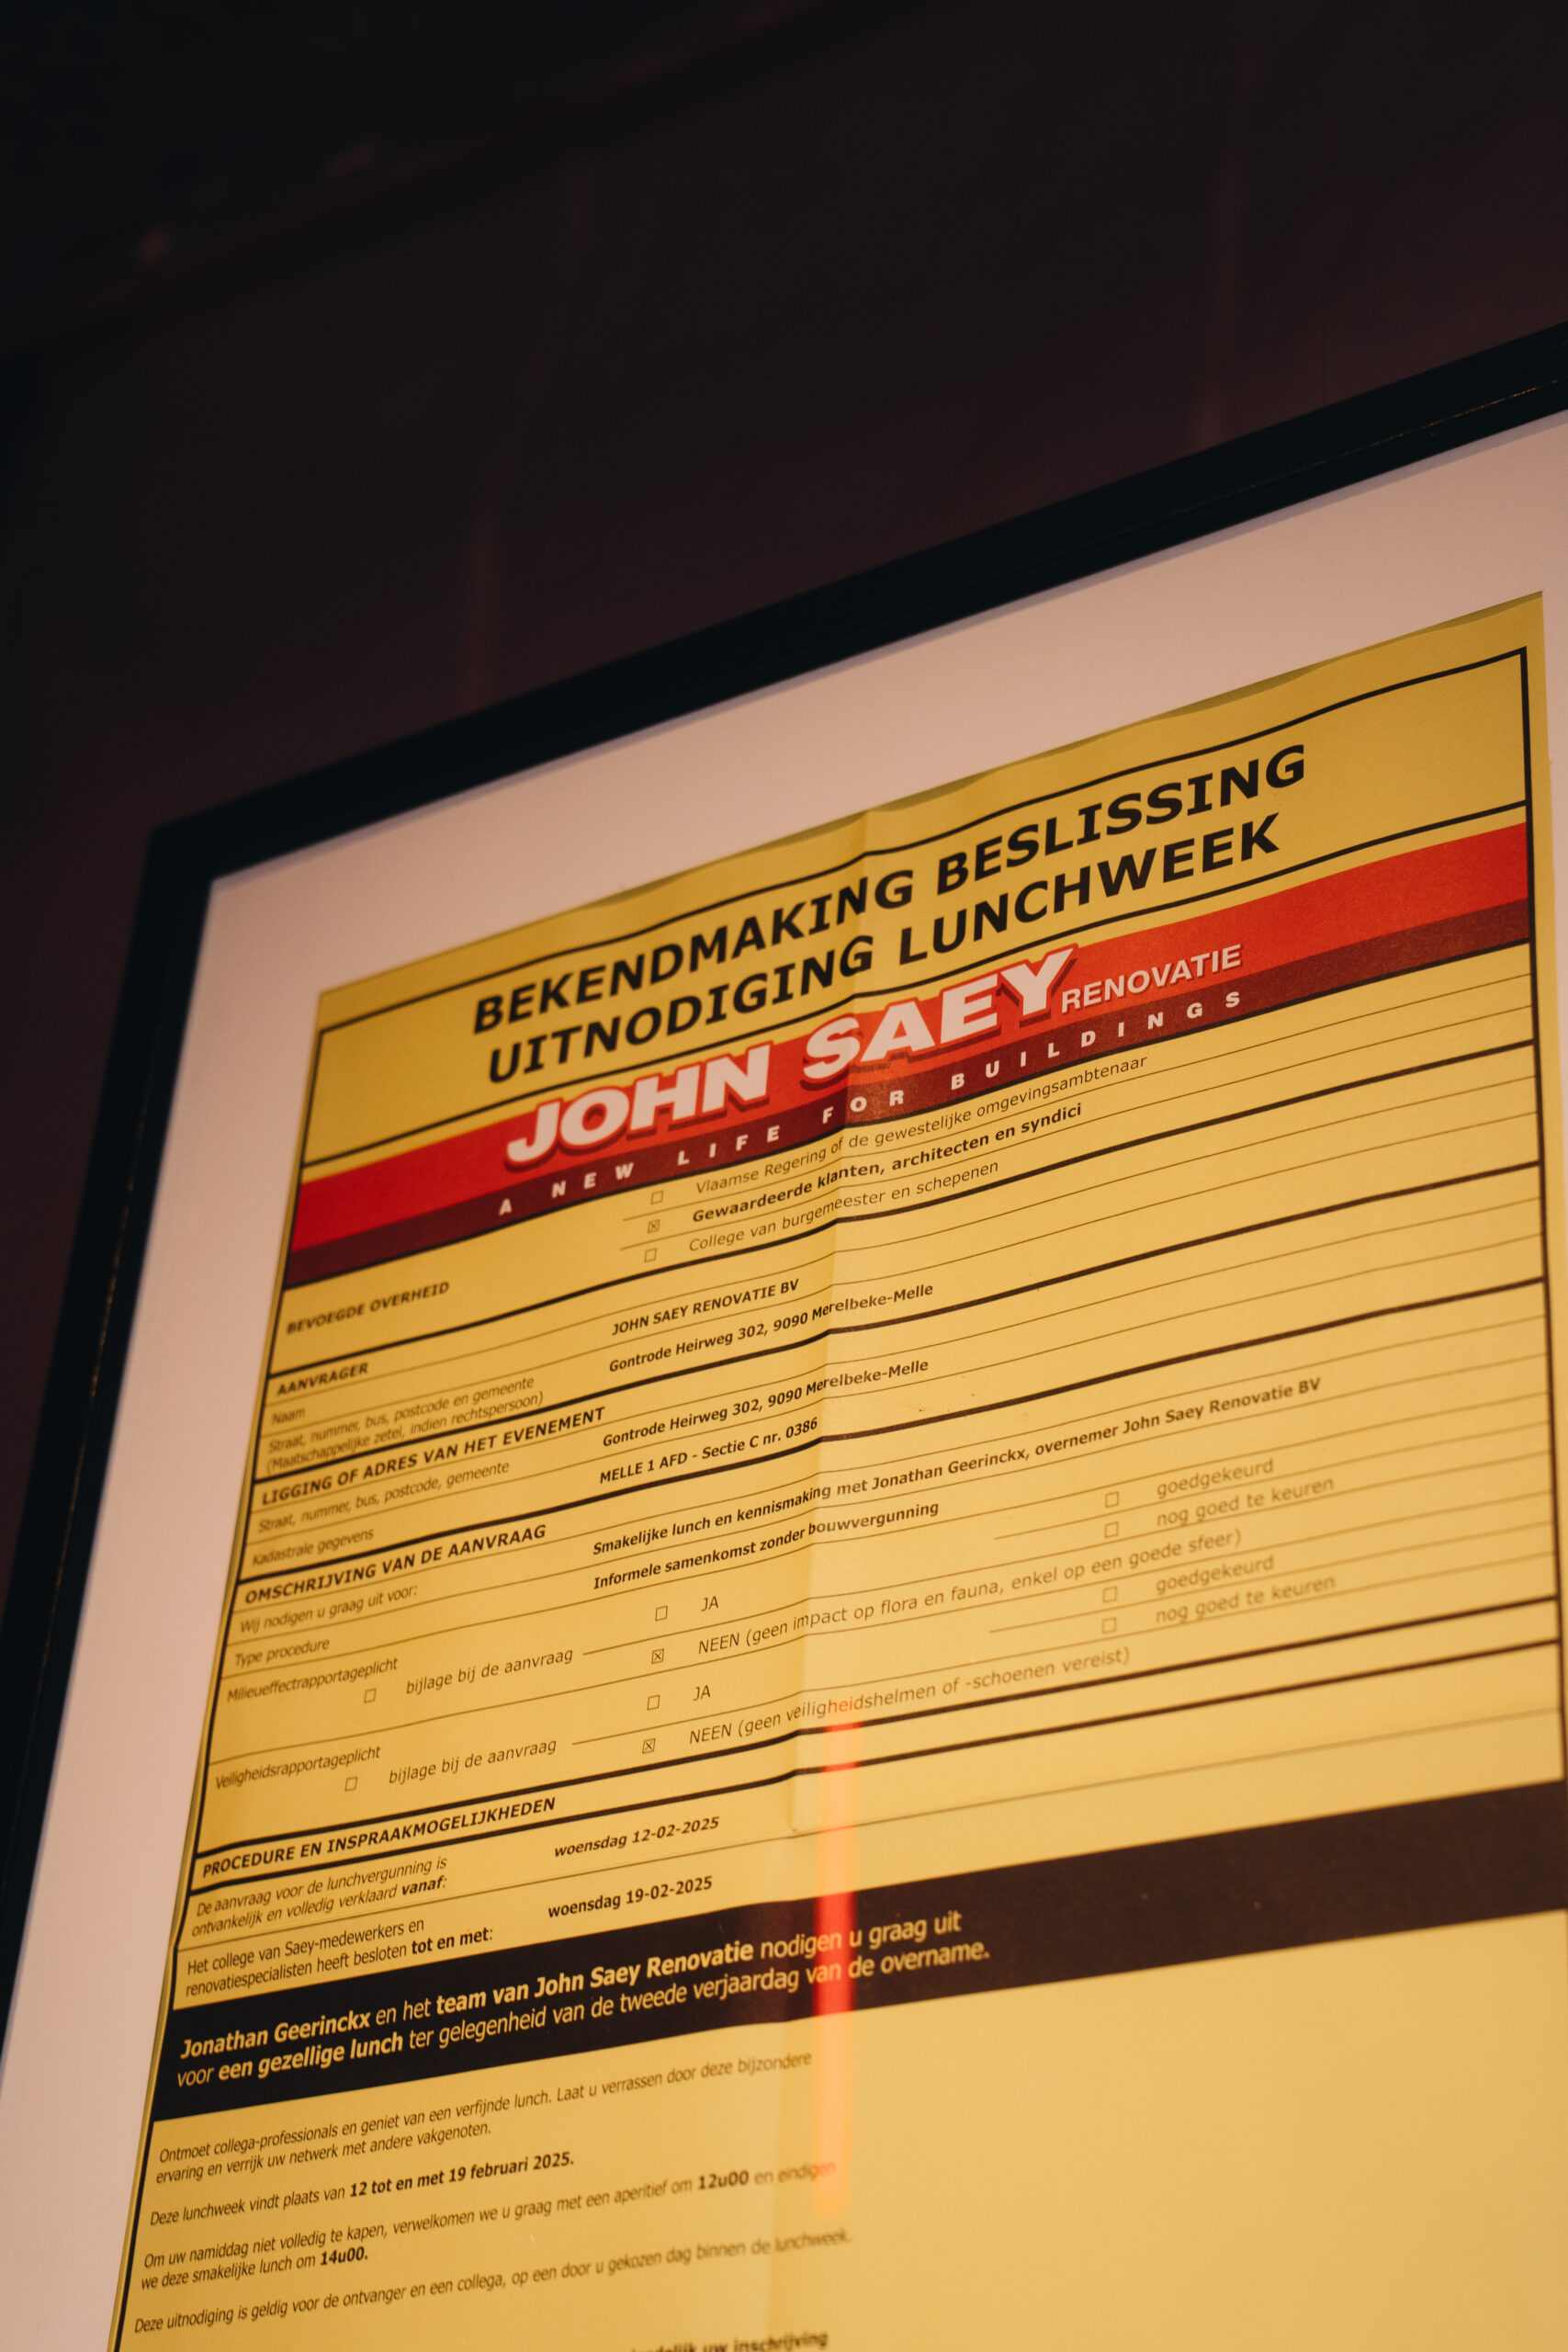 BEKENDMAKING BESLISSING
UITNODIGING LUNCHWEEK
JOHN SAEY RENOVATIE
A NEW LIFE FOR BUILDINGS
BEVOEGDE OVERHEID
☐ Vlaamse Regering of de gewestelijke omgevingsambtenaar
☒ Gewaardeerde klanten, architecten en syndici
☐ College van burgemeester en schepenen
AANVRAGER
Naam JOHN SAEY RENOVATIE BV
Straat, nummer, bus, postcode en gemeente Gontrode Heirweg 302, 9090 Merelbeke-Melle
(Maatschappelijke zetel, indien rechtspersoon)
LIGGING OF ADRES VAN HET EVENEMENT
Straat, nummer, bus, postcode, gemeente Gontrode Heirweg 302, 9090 Merelbeke-Melle
Kadastrale gegevens MELLE 1 AFD - Sectie C nr. 0386
OMSCHRIJVING VAN DE AANVRAAG
Wij nodigen u graag uit voor: Smakelijke lunch en kennismaking met Jonathan Geerinckx, overnemer John Saey Renovatie BV
Type procedure Informele samenkomst zonder bouwvergunning
Milieueffectrapportageplicht
☐ bijlage bij de aanvraag
☐ JA
☐ goedgekeurd
☐ nog goed te keuren
☒ NEEN (geen impact op flora en fauna, enkel op een goede sfeer)
Veiligheidsrapportageplicht
☐ bijlage bij de aanvraag
☐ JA
☐ goedgekeurd
☐ nog goed te keuren
☒ NEEN (geen veiligheidshelmen of -schoenen vereist)
PROCEDURE EN INSPRAAKMOGELIJKHEDEN
De aanvraag voor de lunchvergunning is
ontvankelijk en volledig verklaard vanaf: woensdag 12-02-2025
Het college van Saey-medewerkers en
renovatiespecialisten heeft besloten tot en met: woensdag 19-02-2025
Jonathan Geerinckx en het team van John Saey Renovatie nodigen u graag uit
voor een gezellige lunch ter gelegenheid van de tweede verjaardag van de overname.
Ontmoet collega-professionals en geniet van een verfijnde lunch. Laat u verrassen door deze bijzondere
ervaring en verrijk uw netwerk met andere vakgenoten.
Deze lunchweek vindt plaats van 12 tot en met 19 februari 2025.
Om uw namiddag niet volledig te kapen, verwelkomen we u graag met een aperitief om 12u00 en eindigen
we deze smakelijke lunch om 14u00.
Deze uitnodiging is geldig voor de ontvanger en een collega, op een door u gekozen dag binnen de lunchweek.
uw inschrijving